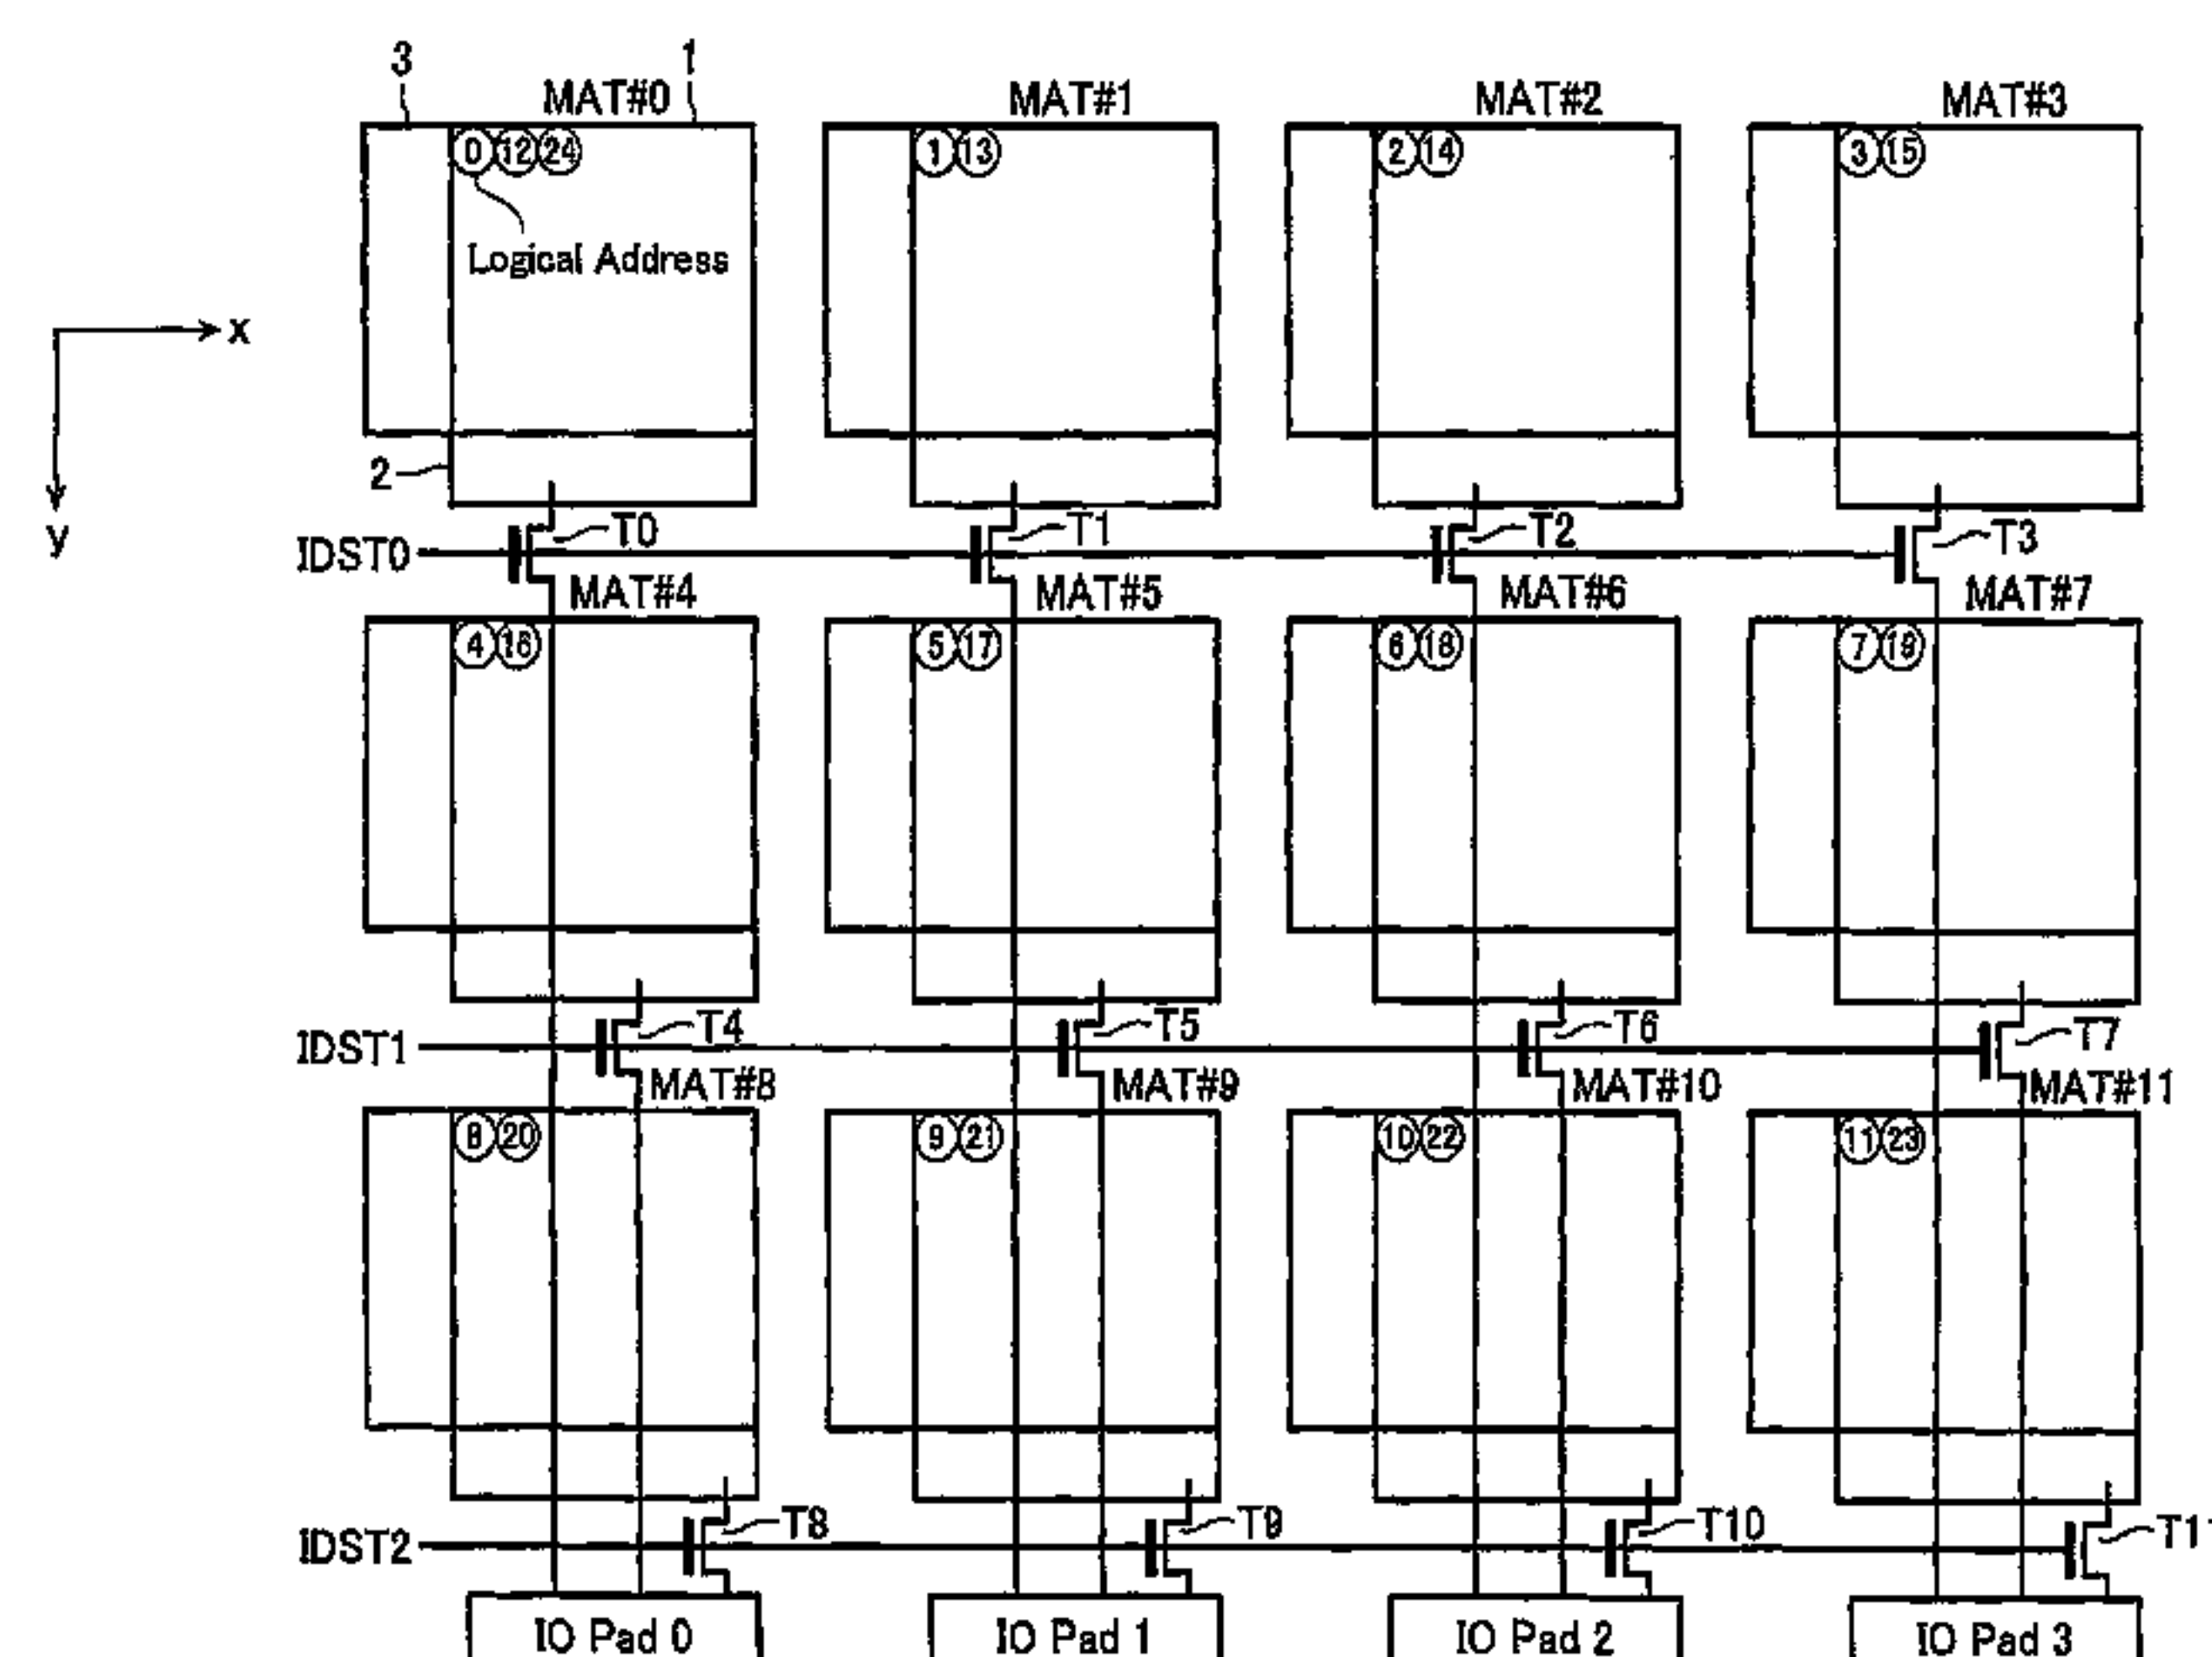 3 1
MAT#0 MAT#1 MAT#2 MAT#3
0 12 24 1 13 2 14 3 15
Logical Address
x
y
2
T0 T1 T2 T3
IDST0
MAT#4 MAT#5 MAT#6 MAT#7
4 16 5 17 6 18 7 19
T4 T5 T6 T7
IDST1
MAT#8 MAT#9 MAT#10 MAT#11
8 20 9 21 10 22 11 23
T8 T9 T10
IDST2
IO Pad 0 IO Pad 1 IO Pad 2 IO Pad 3